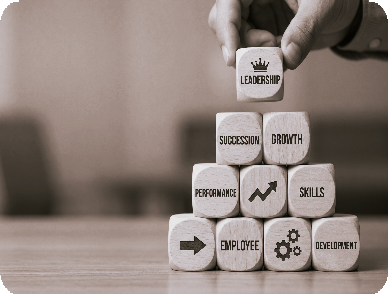 LEADERSHIP
SUCCESSION GROWTH
PERFORMANCE SKILLS
EMPLOYEE DEVELOPMENT